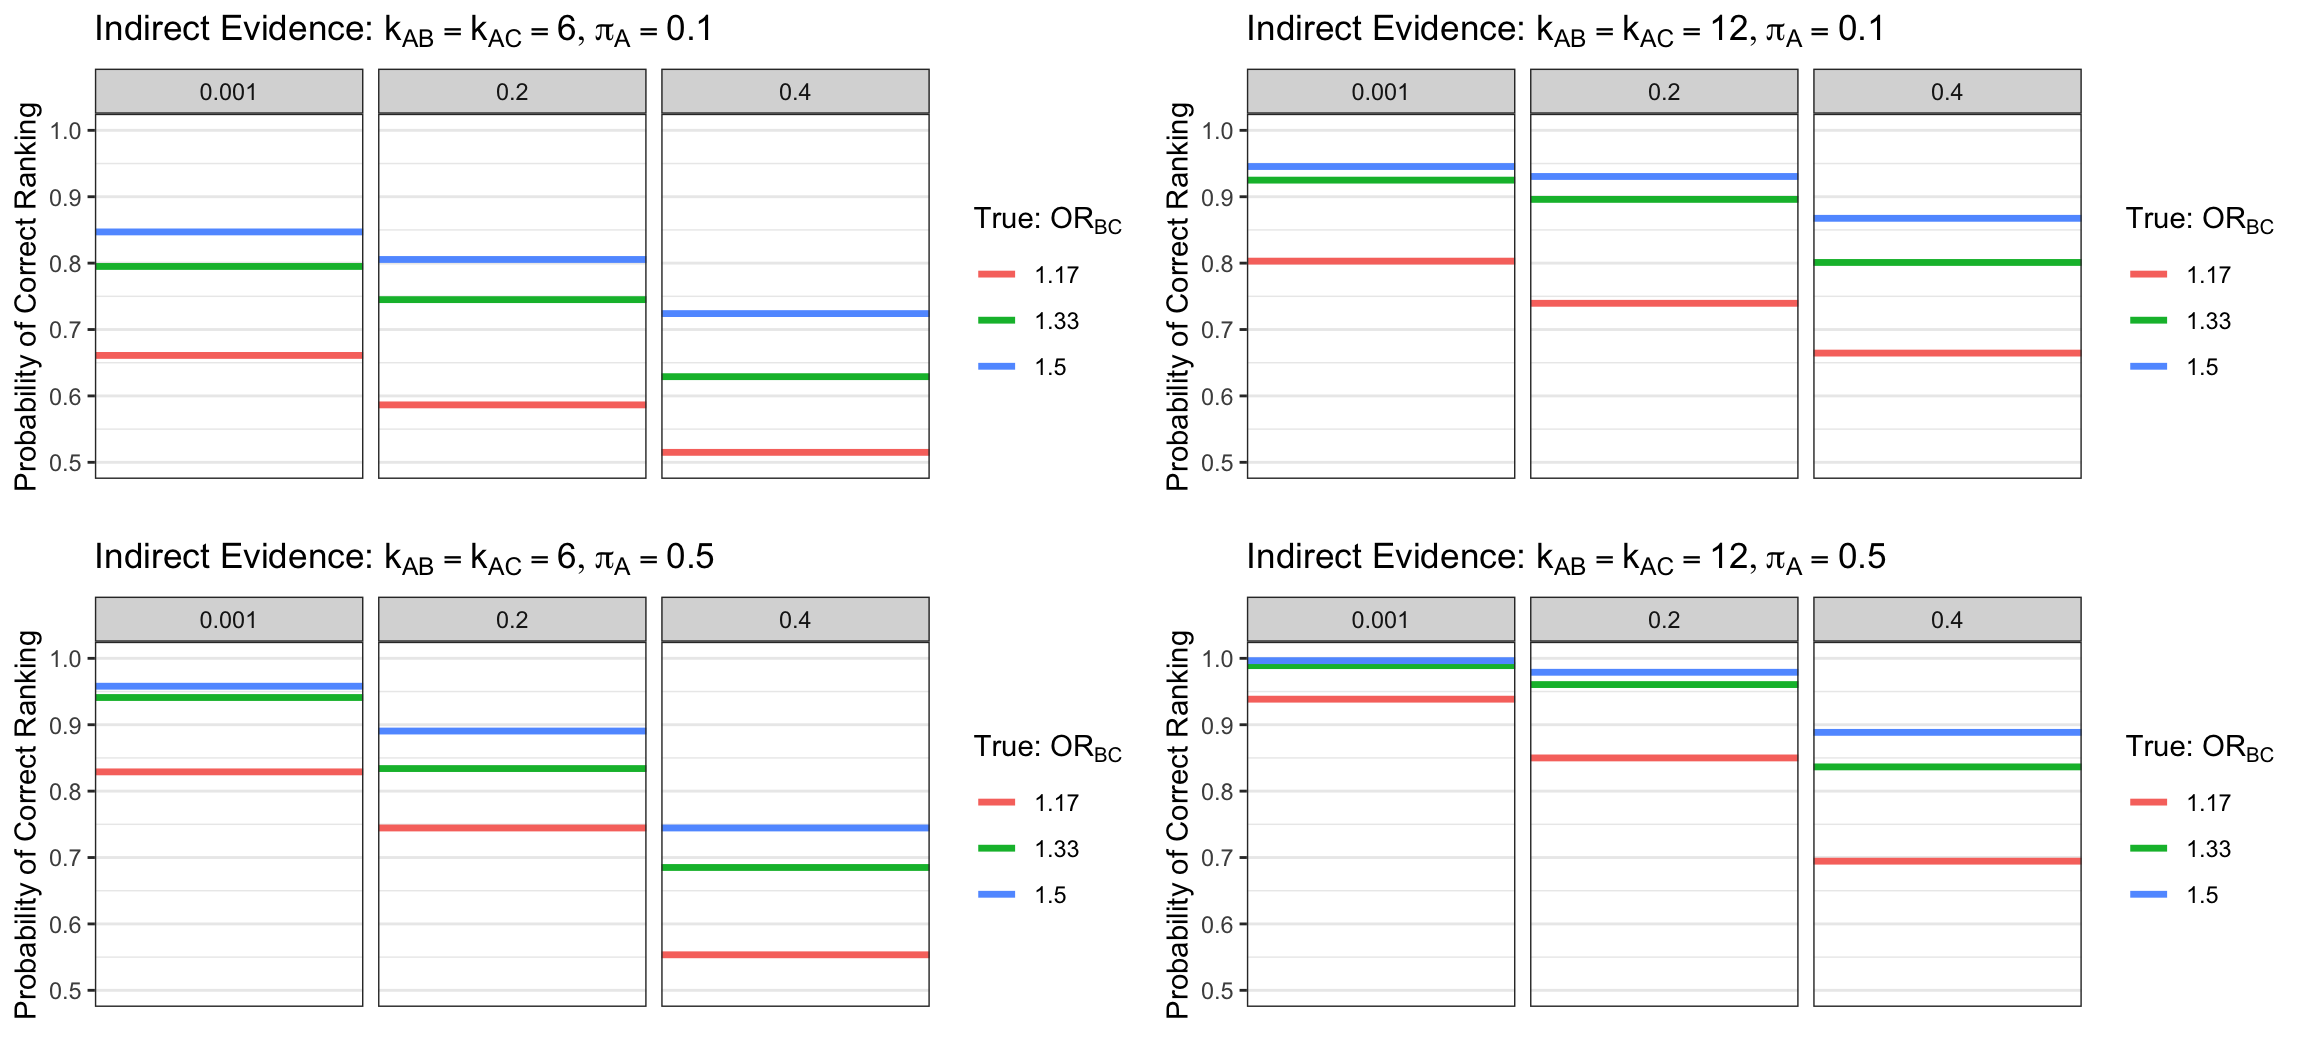 Indirect Evidence: kAB = kAC = 6, πA = 0.1
0.001 0.2 0.4
Probability of Correct Ranking
1.0
0.9
0.8
0.7
0.6
0.5
True: ORBC
1.17
1.33
1.5
Indirect Evidence: kAB = kAC = 12, πA = 0.1
0.001 0.2 0.4
Probability of Correct Ranking
1.0
0.9
0.8
0.7
0.6
0.5
True: ORBC
1.17
1.33
1.5
Indirect Evidence: kAB = kAC = 6, πA = 0.5
0.001 0.2 0.4
Probability of Correct Ranking
1.0
0.9
0.8
0.7
0.6
0.5
True: ORBC
1.17
1.33
1.5
Indirect Evidence: kAB = kAC = 12, πA = 0.5
0.001 0.2 0.4
Probability of Correct Ranking
1.0
0.9
0.8
0.7
0.6
0.5
True: ORBC
1.17
1.33
1.5